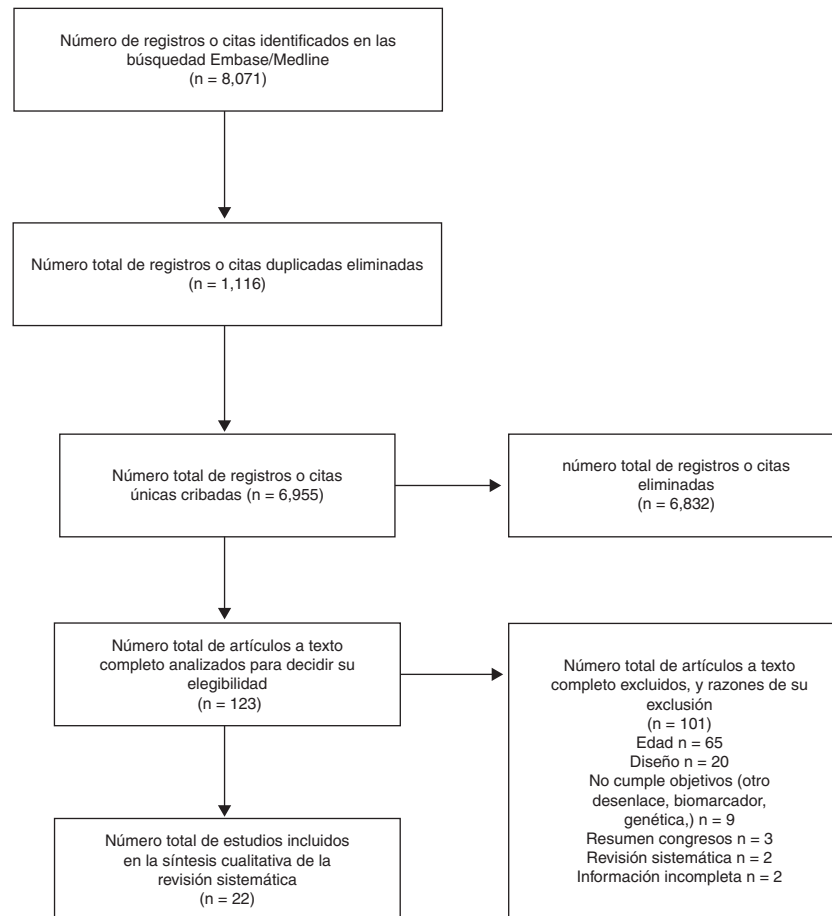 Número de registros o citas identificados en las
búsquedad Embase/Medline
(n = 8,071)
Número total de registros o citas duplicadas eliminadas
(n = 1,116)
Número total de registros o citas
únicas cribadas (n = 6,955)
número total de registros o citas
eliminadas
(n = 6,832)
Número total de artículos a texto
completo analizados para decidir su
elegibilidad
(n = 123)
Número total de artículos a texto
completo excluidos, y razones de su
exclusión
(n = 101)
Edad n = 65
Diseño n = 20
No cumple objetivos (otro
desenlace, biomarcador,
genética,) n = 9
Resumen congresos n = 3
Revisión sistemática n = 2
Información incompleta n = 2
Número total de estudios incluidos
en la síntesis cualitativa de la
revisión sistemática
(n = 22)